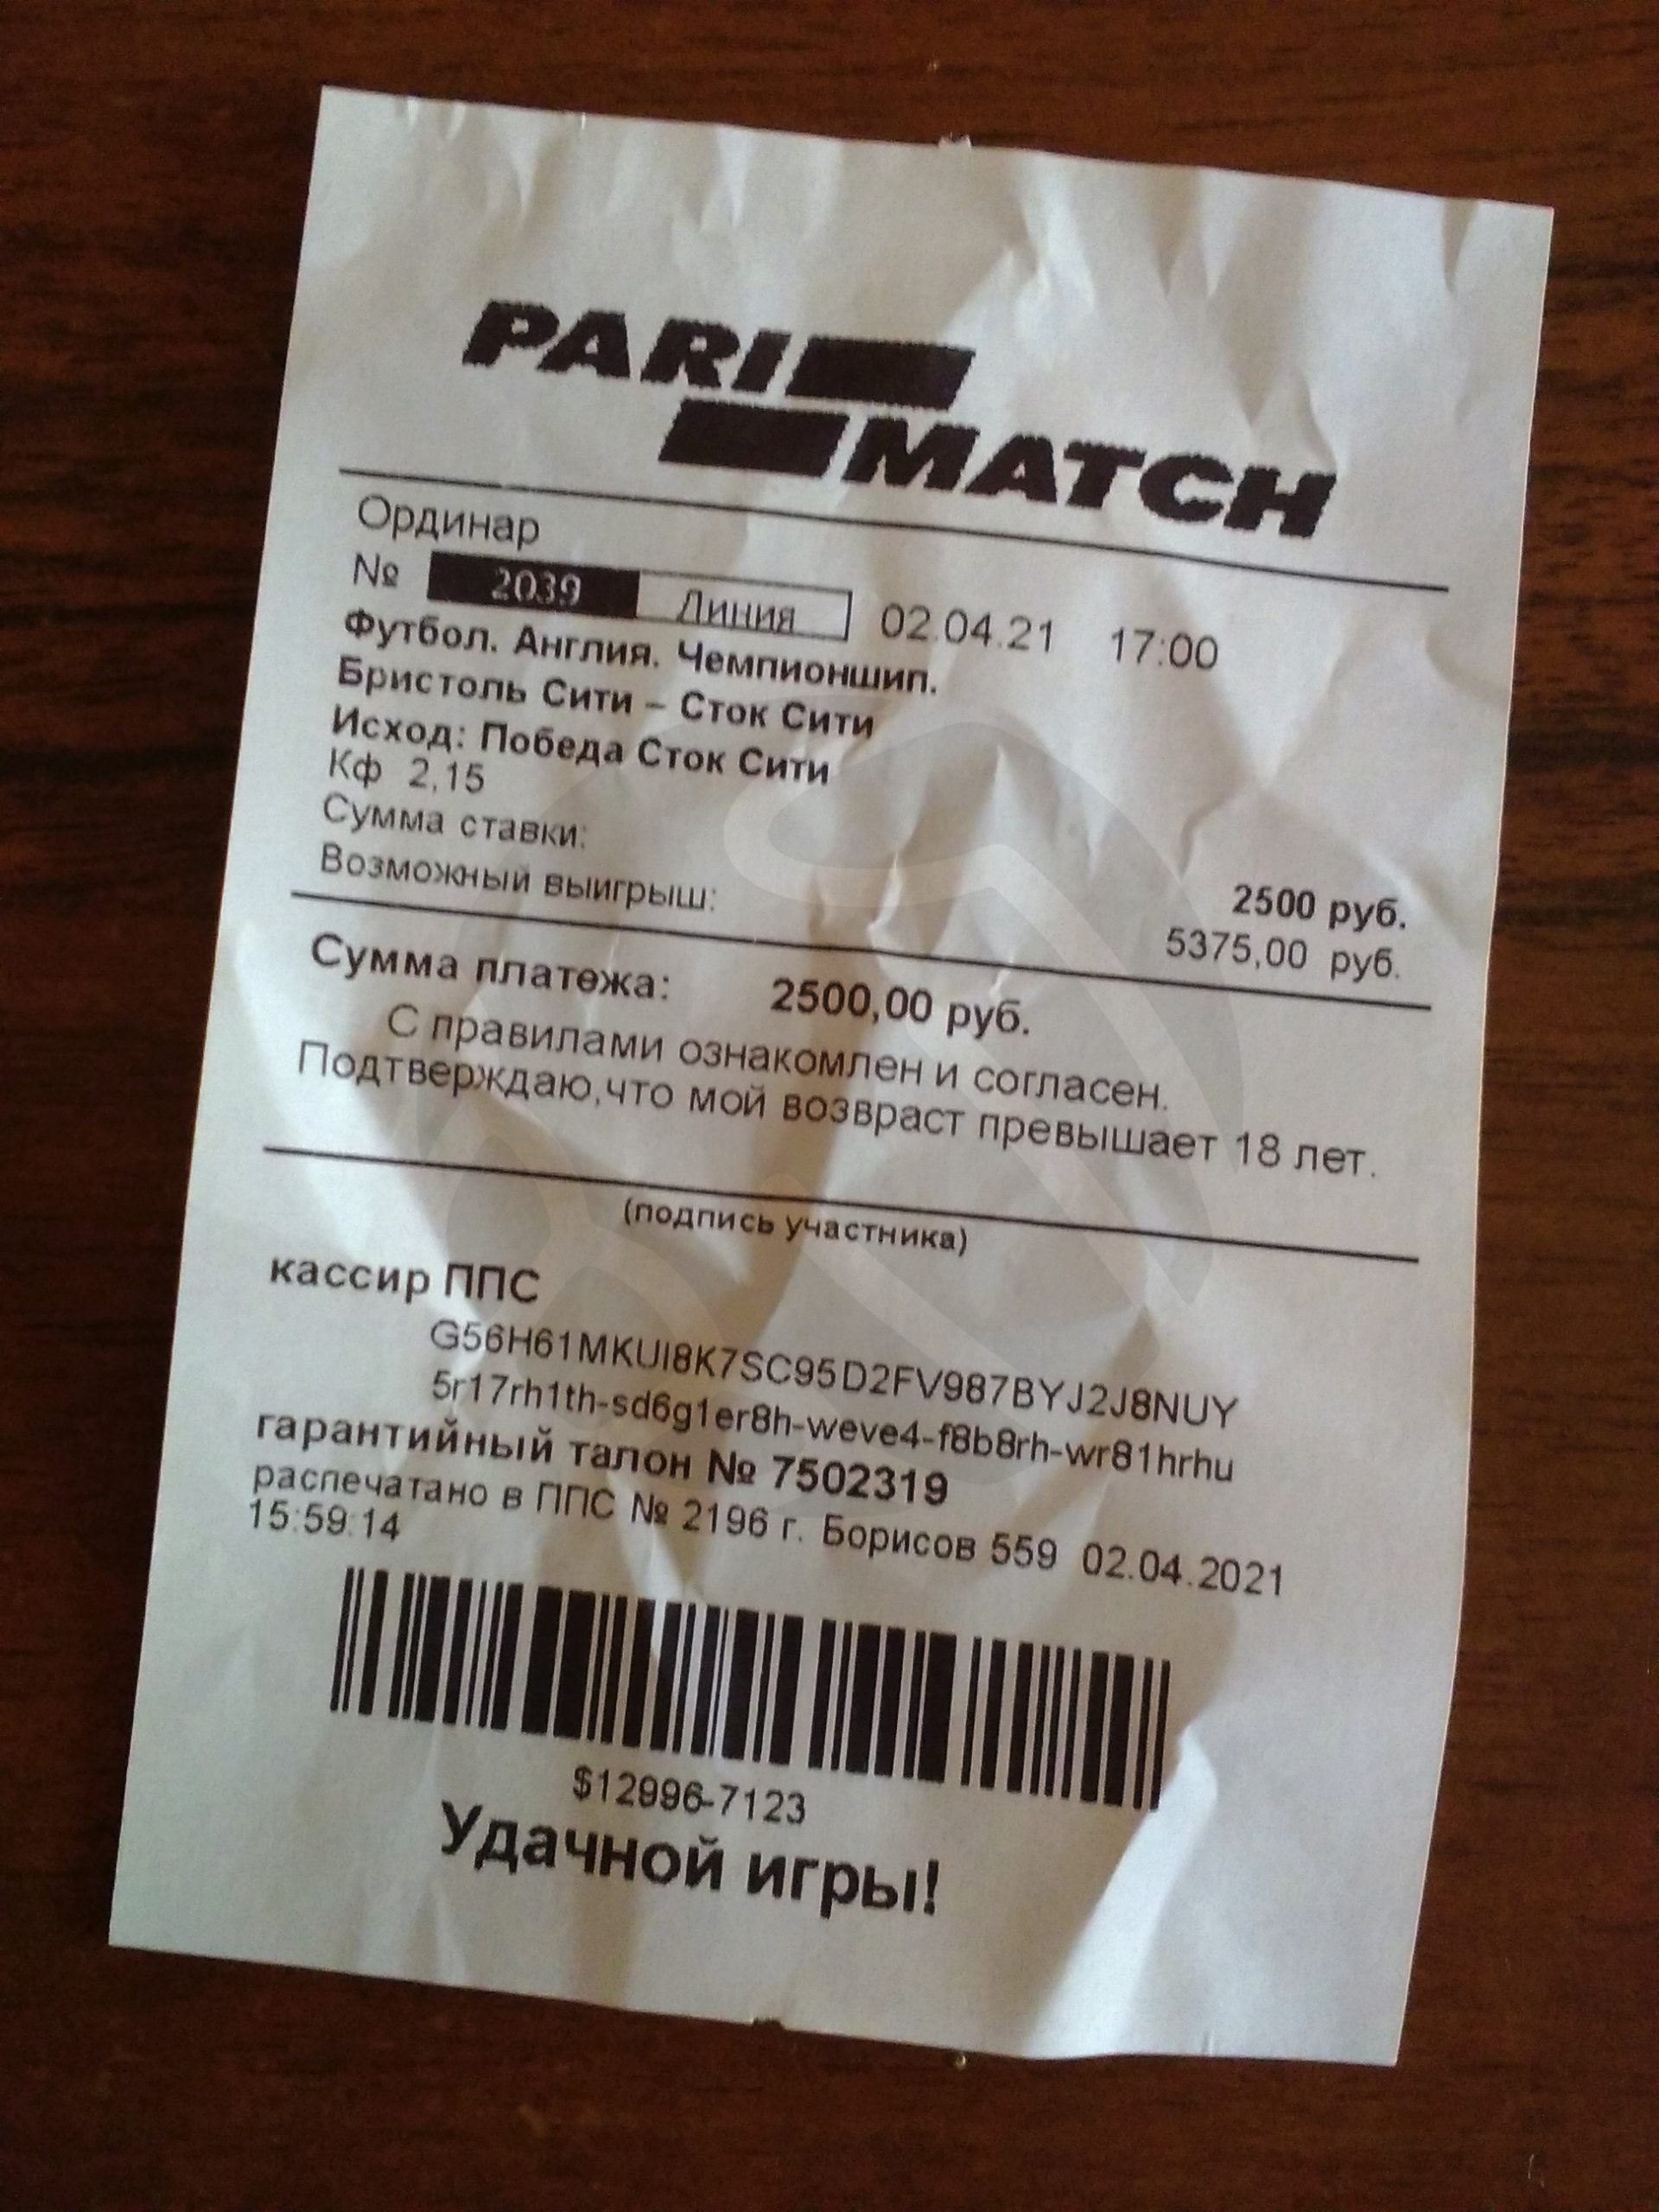 PARI
MATCH
Ординар
№ 2039 Линия 02.04.21 17:00
Футбол. Англия. Чемпионшип.
Бристоль Сити – Сток Сити
Исход: Победа Сток Сити
Кф 2,15
Сумма ставки: 2500 руб.
Возможный выигрыш: 5375,00 руб.
Сумма платежа: 2500,00 руб.
С правилами ознакомлен и согласен.
Подтверждаю,что мой возвраст превышает 18 лет.
(подпись участника)
кассир ППС
G56H61MKUI8K7SC95D2FV987BYJ2J8NUY
5r17rh1th-sd6g1er8h-weve4-f8b8rh-wr81hrhu
гарантийный талон № 7502319
распечатано в ППС № 2196 г. Борисов 559 02.04.2021
15:59:14
$12996-7123
Удачной игры!